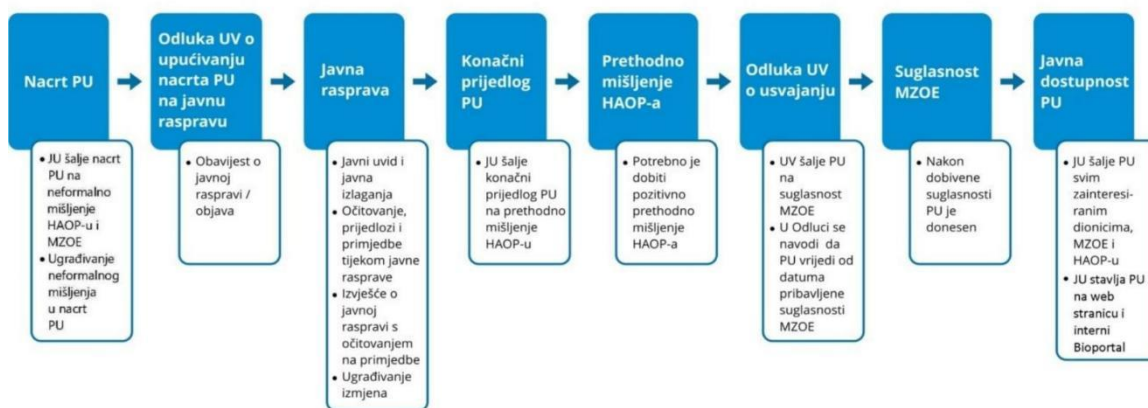 Nacrt PU
Odluka UV o
upućivanju
nacrta PU
na javnu
raspravu
Javna
rasprava
Konačni
prijedlog
PU
Prethodno
mišljenje
HAOP-a
Odluka UV
o usvajanju
Suglasnost
MZOE
Javna
dostupnost
PU
• JU šalje nacrt
PU na
neformalno
mišljenje
HAOP-u i
MZOE
• Ugrađivanje
neformalnog
mišljenja
u nacrt
PU
• Obavijest o
javnoj
raspravi /
objava
• Javni uvid i
javna
izlaganja
• Očitovanje,
prijedlozi i
primjedbe
tijekom javne
rasprave
• Izvješće o
javnoj
raspravi s
očitovanjem
na primjedbe
• Ugrađivanje
izmjena
• JU šalje
konačni
prijedlog PU
na prethodno
mišljenje
HAOP-u
• Potrebno je
dobiti
pozitivno
prethodno
mišljenje
HAOP-a
• UV šalje PU
na
suglasnost
MZOE
• U Odluci se
navodi da
PU vrijedi od
datuma
pribavljene
suglasnosti
MZOE
• Nakon
dobivene
suglasnosti
PU je
donesen
• JU šalje PU
svim
zainteresi-
ranim
dionicima,
MZOE i
HAOP-u
• JU stavlja PU
na web
stranicu i
interni
Bioportal